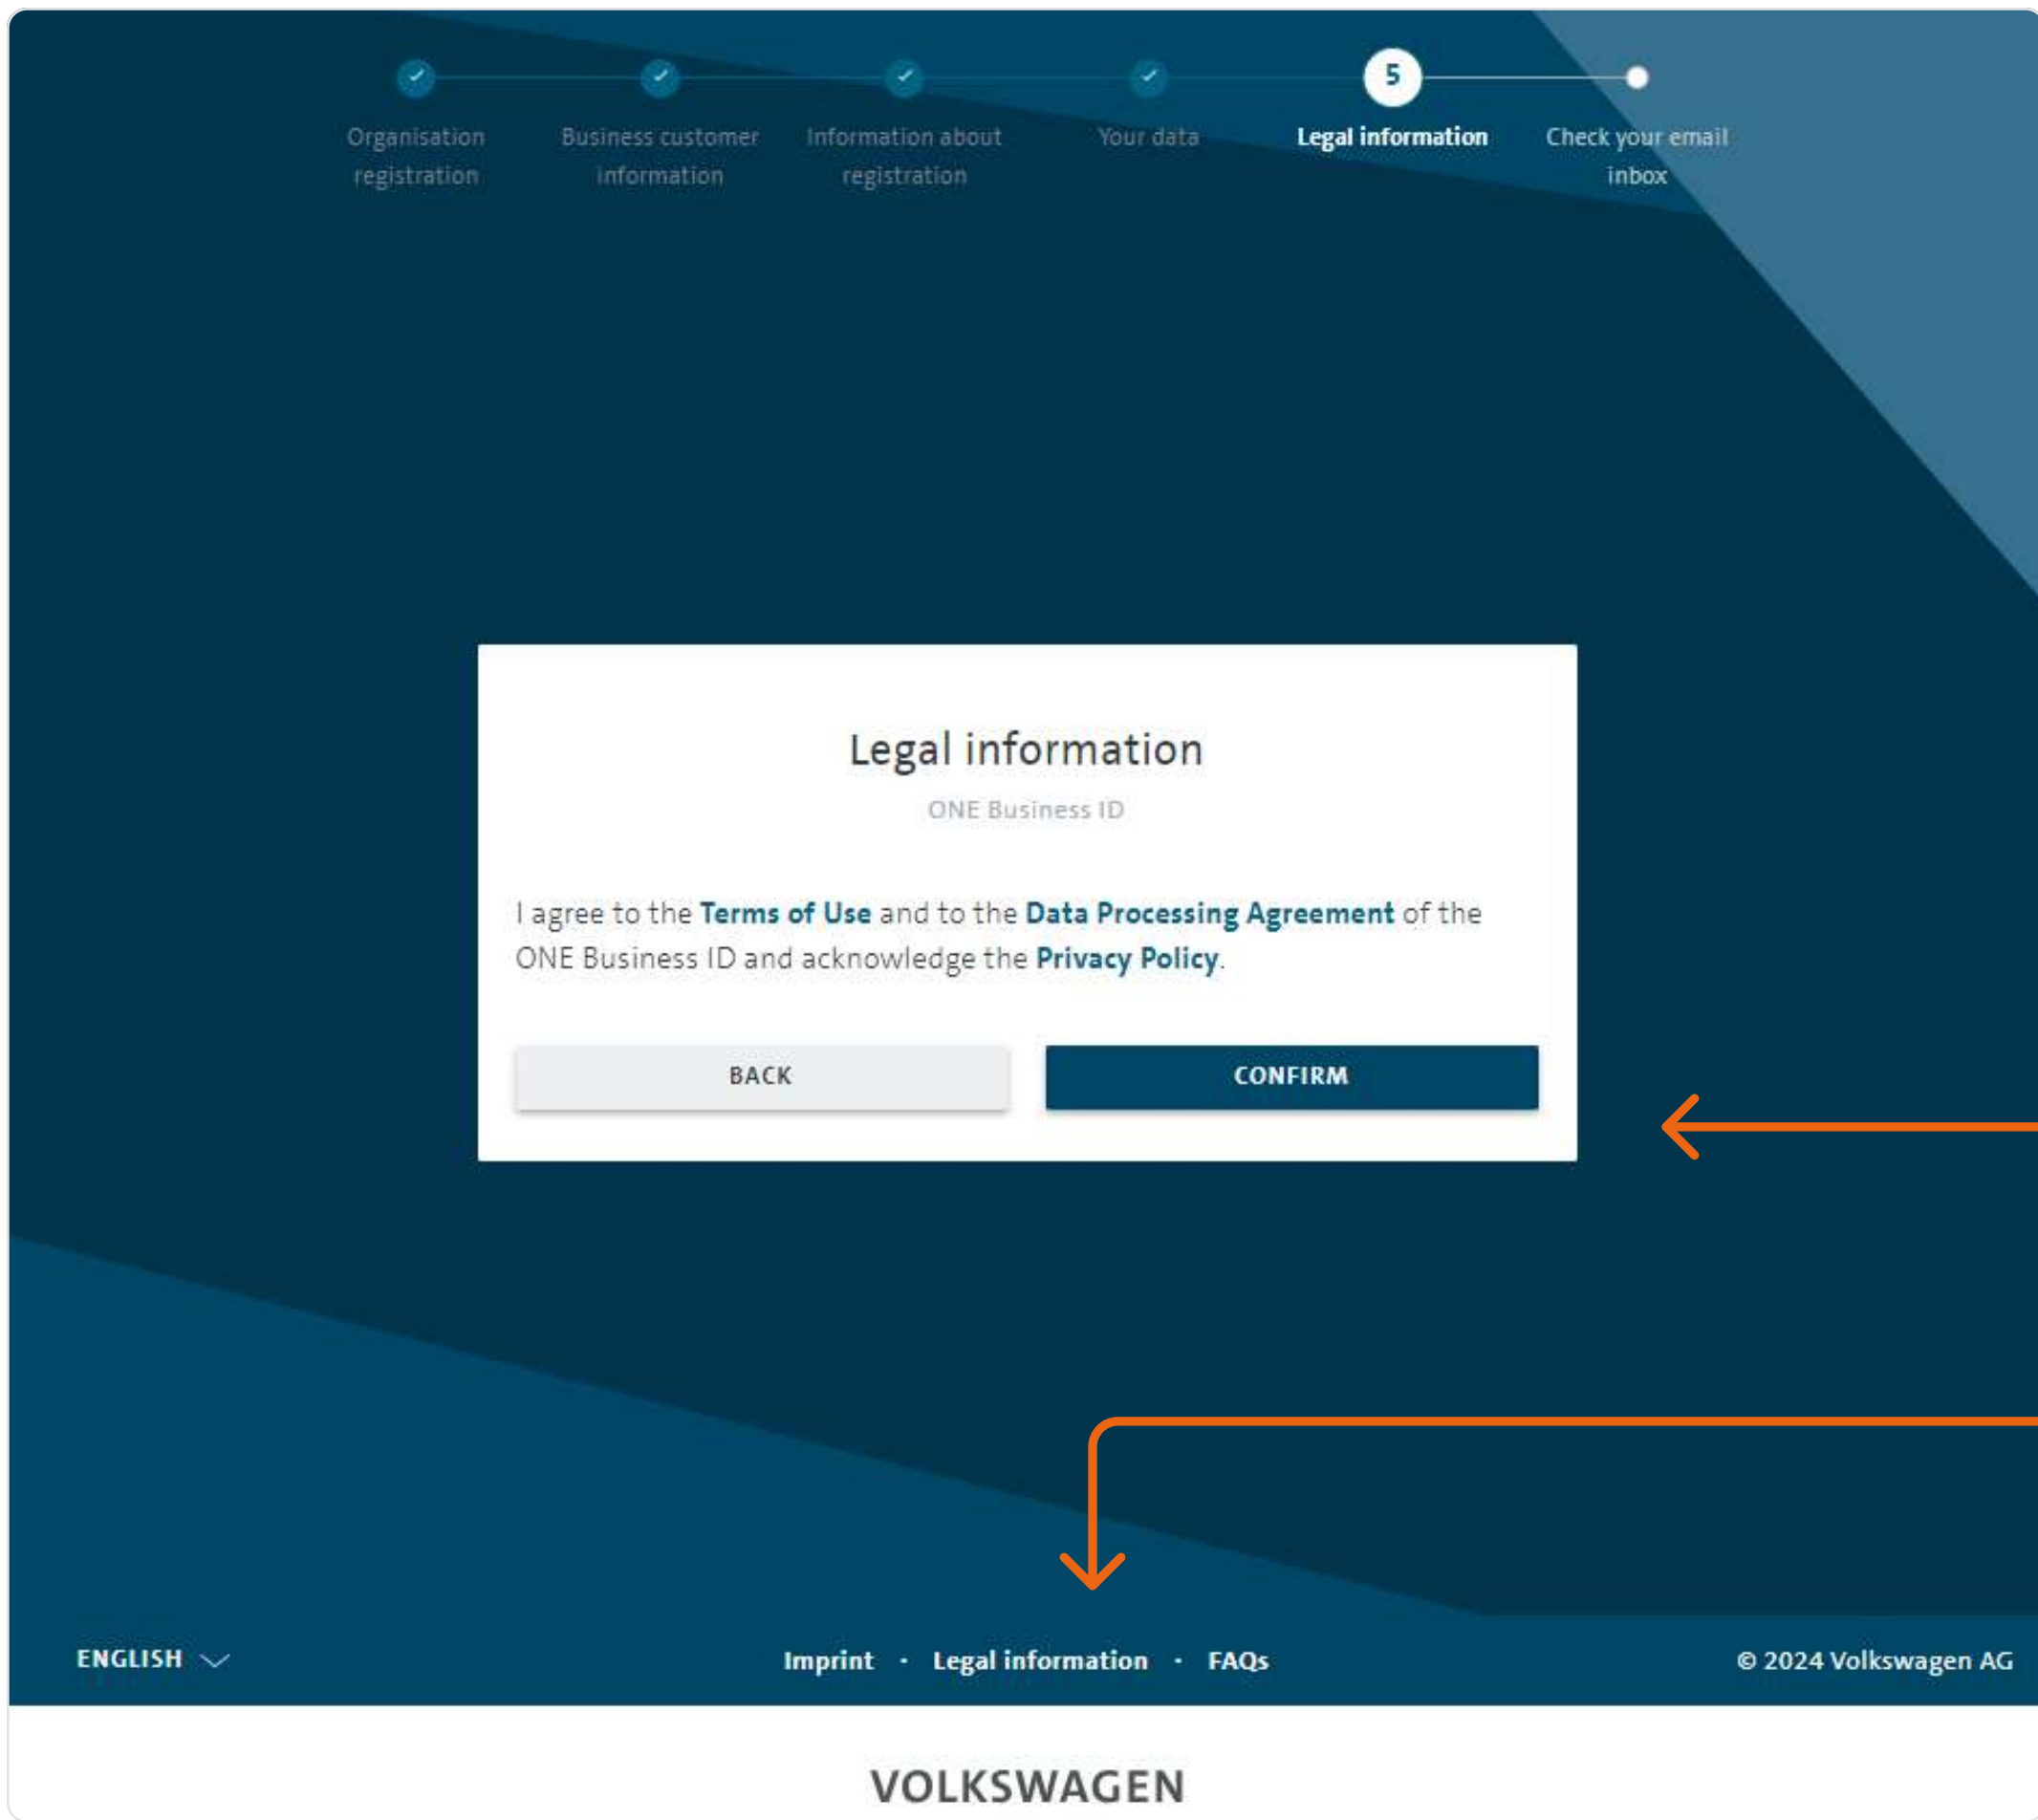 5
Organisation
registration
Business customer
information
Information about
registration
Your data
Legal information
Check your email
inbox
Legal information
ONE Business ID
I agree to the Terms of Use and to the Data Processing Agreement of the
ONE Business ID and acknowledge the Privacy Policy.
BACK
CONFIRM
ENGLISH
Imprint · Legal information · FAQs
© 2024 Volkswagen AG
VOLKSWAGEN